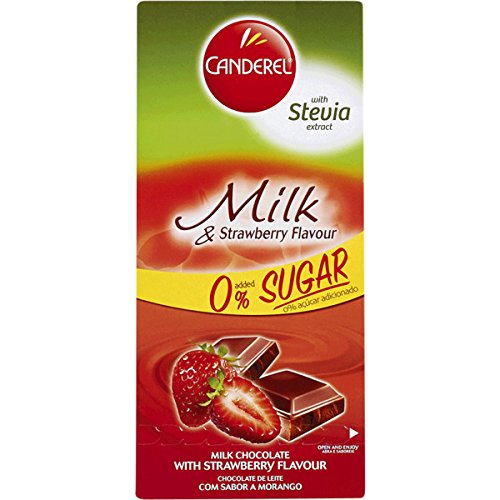 CANDEREL®
with
Stevia
extract
Milk
& Strawberry Flavour
0% added SUGAR
0% açúcar adicionado
MILK CHOCOLATE
WITH STRAWBERRY FLAVOUR
CHOCOLATE DE LEITE
COM SABOR A MORANGO
OPEN AND ENJOY
ABRA E SABOREIE